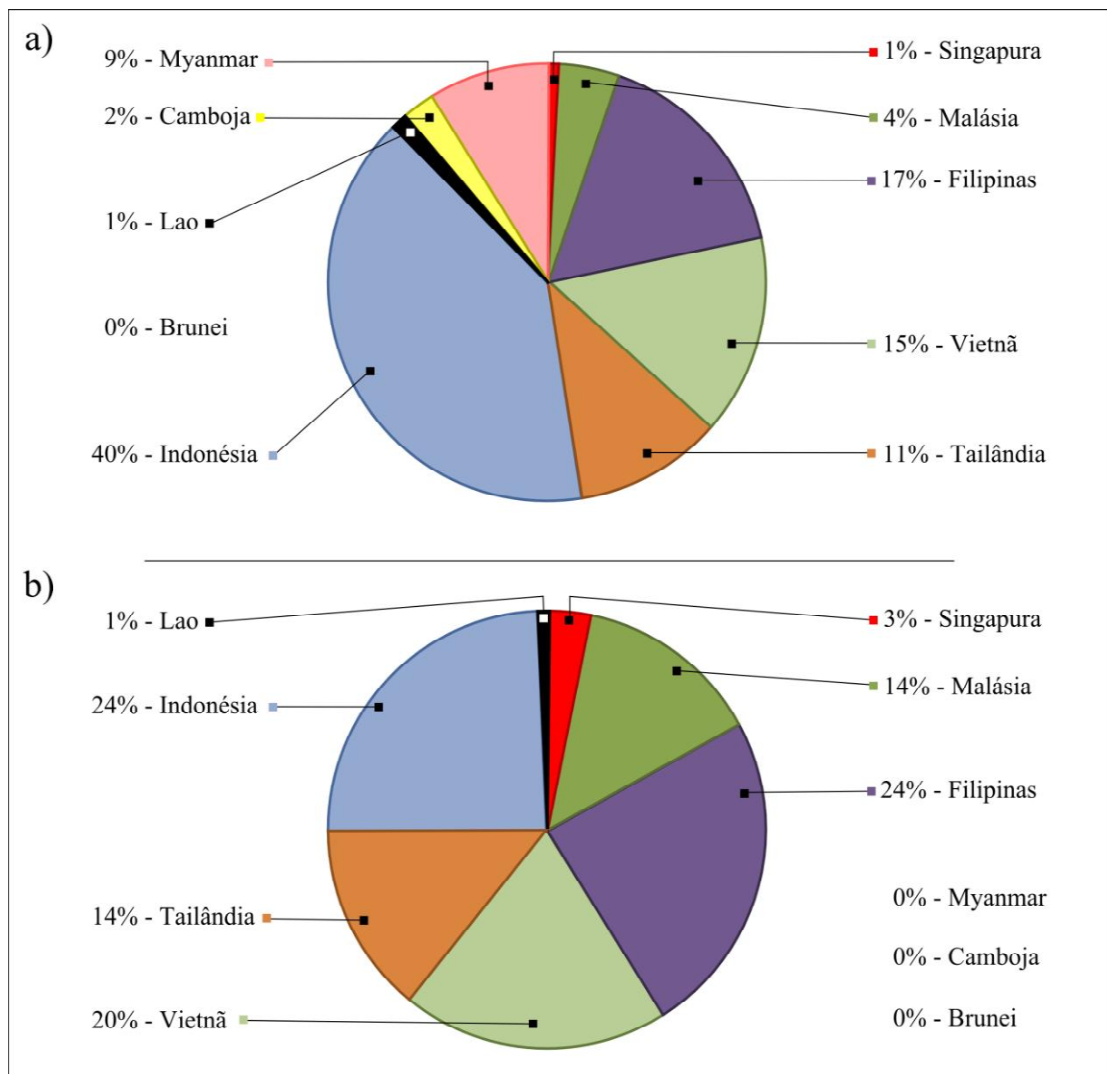 a)
9% - Myanmar
1% - Singapura
2% - Camboja
4% - Malásia
17% - Filipinas
1% - Lao
0% - Brunei
15% - Vietnã
40% - Indonésia
11% - Tailândia
b)
1% - Lao
3% - Singapura
24% - Indonésia
14% - Malásia
24% - Filipinas
0% - Myanmar
14% - Tailândia
0% - Camboja
20% - Vietnã
0% - Brunei